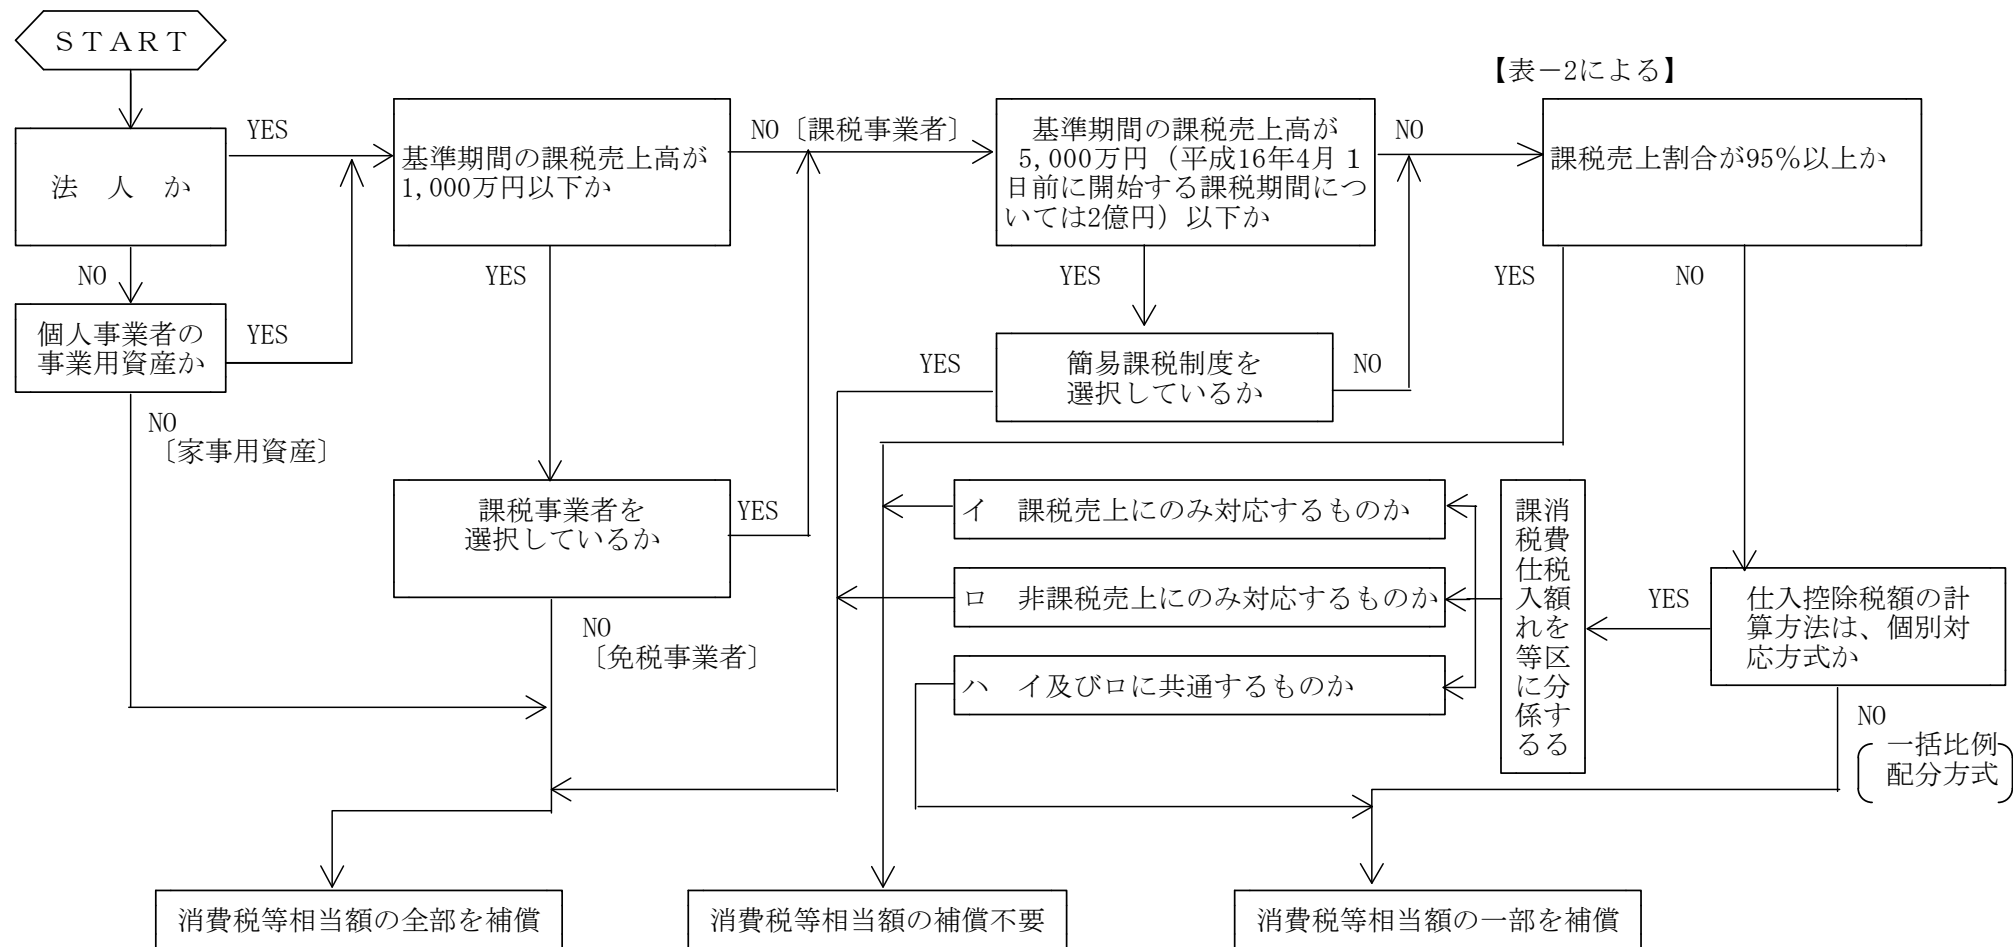 ＳＴＡＲＴ
【表－2による】
法　人　か
YES
NO
個人事業者の
事業用資産か
YES
NO
〔家事用資産〕
基準期間の課税売上高が
1,000万円以下か
NO〔課税事業者〕
YES
課税事業者を
選択しているか
YES
NO
〔免税事業者〕
基準期間の課税売上高が
5,000万円（平成16年4月１
日前に開始する課税期間につ
いては2億円）以下か
NO
YES
簡易課税制度を
選択しているか
YES
NO
課税売上割合が95％以上か
YES
NO
仕入控除税額の計
算方法は、個別対
応方式か
YES
NO
一括比例
配分方式
消費税額を区分する
課税仕入れ等に係る
イ　課税売上にのみ対応するものか
ロ　非課税売上にのみ対応するものか
ハ　イ及びロに共通するものか
消費税等相当額の全部を補償
消費税等相当額の補償不要
消費税等相当額の一部を補償